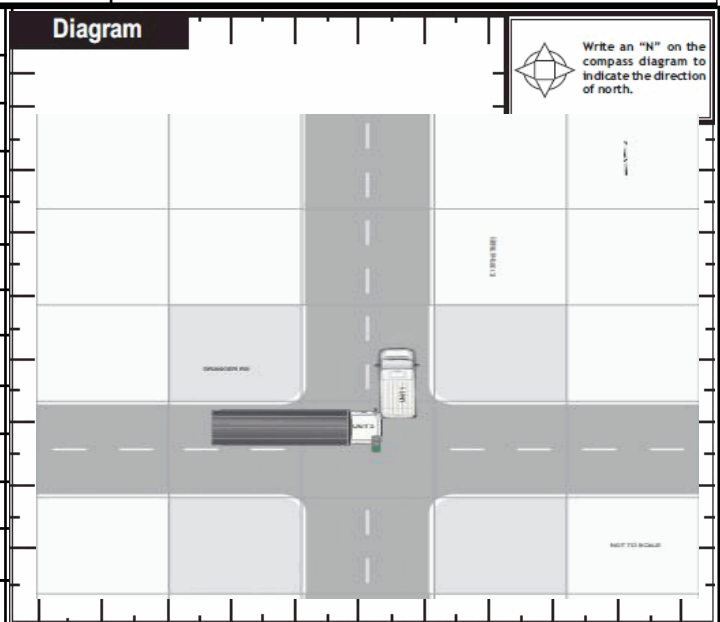 Diagram
Write an “N” on the
compass diagram to
indicate the direction
of north.
GRANGER RD
UNIT 1
UNIT 2
NOT TO SCALE